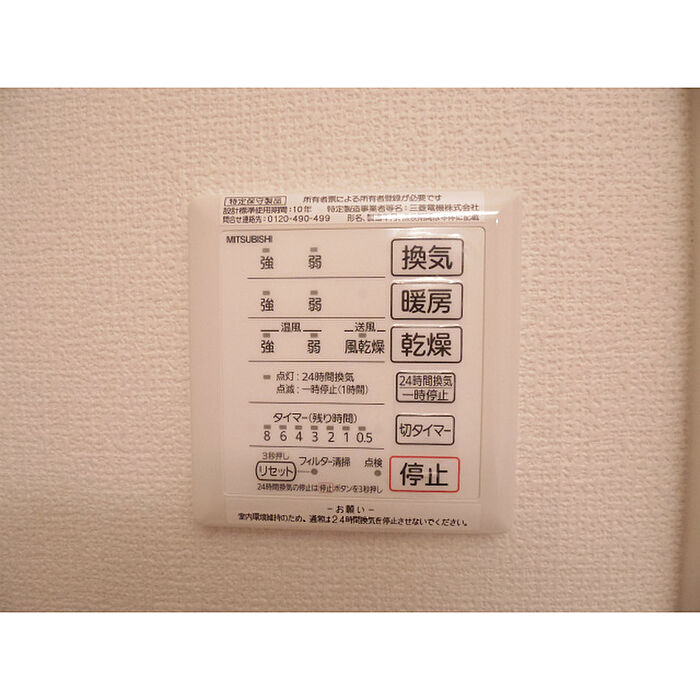 特定保守製品 所有者票による所有者登録が必要です
設計標準使用期間：10年 特定製造事業者等名：三菱電機株式会社
問合せ連絡先：0120-490-499 形名、製造年月、
MITSUBISHI
強 弱 換気
強 弱 暖房
温風 送風
強 弱 風乾燥 乾燥
点灯：24時間換気
点滅：一時停止(1時間)
24時間換気
一時停止
タイマー(残り時間)
8 6 4 3 2 1 0.5
切タイマー
3秒押し
リセット フィルター清掃 点検
停止
24時間換気の停止は停止ボタンを3秒押し
－お願い－
室内環境維持のため、通常は24時間換気を停止させないでください。